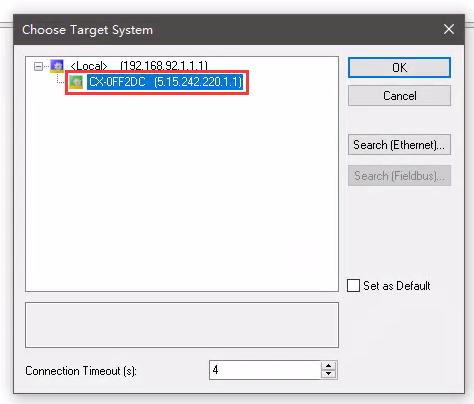 Choose Target System
<Local> (192.168.92.1.1.1)
CX-0FF2DC (5.15.242.220.1.1)
OK
Cancel
Search (Ethernet)...
Search (Fieldbus)...
Set as Default
Connection Timeout (s):
4